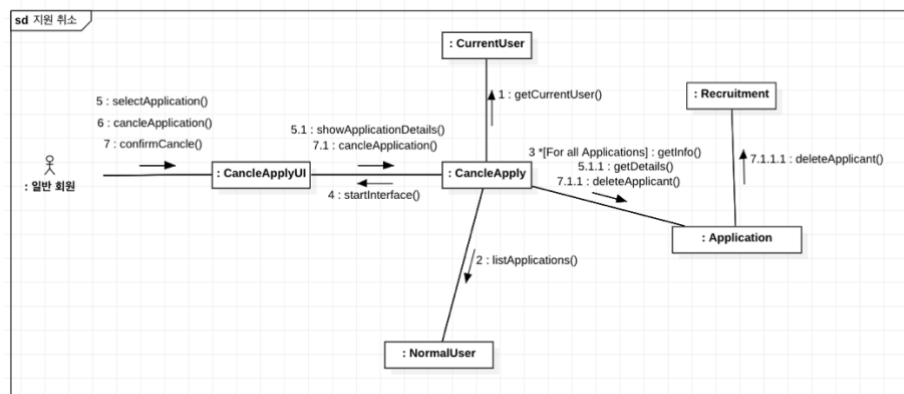 sd 지원 취소
: CurrentUser
1 : getCurrentUser()
: Recruitment
5 : selectApplication()
6 : cancleApplication()
7 : confirmCancle()
5.1 : showApplicationDetails()
7.1 : cancleApplication()
3 *[For all Applications] : getInfo()
5.1.1 : getDetails()
7.1.1 : deleteApplicant()
7.1.1.1 : deleteApplicant()
: 일반 회원
: CancleApplyUI
: CancleApply
4 : startInterface()
: Application
2 : listApplications()
: NormalUser